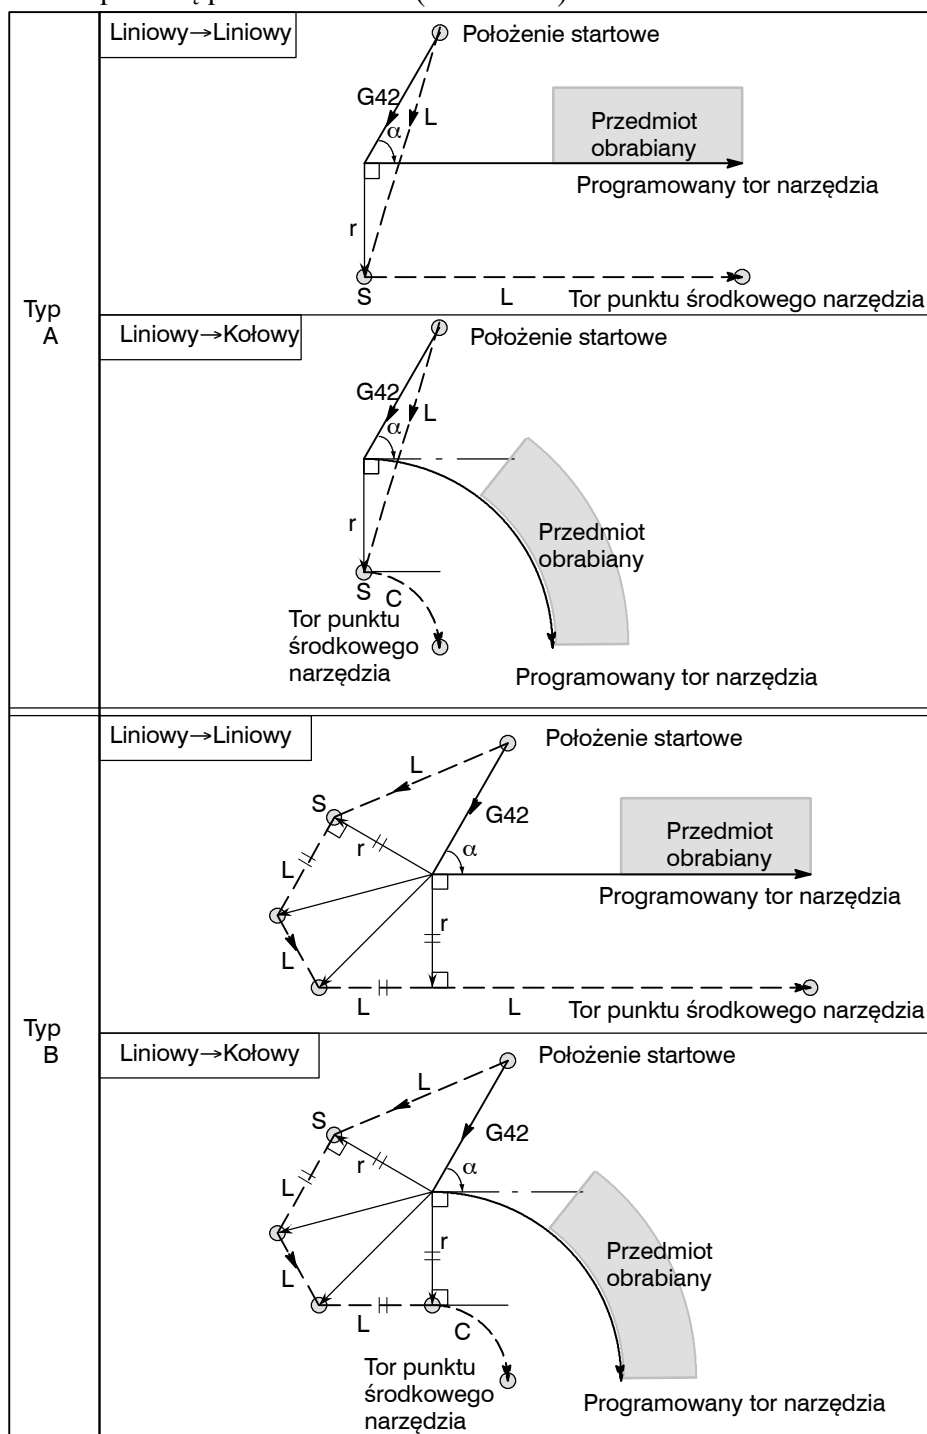 Liniowy→Liniowy
Położenie startowe
G42
L
α
Przedmiot
obrabiany
Programowany tor narzędzia
r
S
L
Tor punktu środkowego narzędzia
Typ
A
Liniowy→Kołowy
Położenie startowe
G42
L
α
r
Przedmiot
obrabiany
S
C
Tor punktu
środkowego
narzędzia
Programowany tor narzędzia
Liniowy→Liniowy
Położenie startowe
L
S
G42
r
α
Przedmiot
obrabiany
L
Programowany tor narzędzia
r
L
L
L
Tor punktu środkowego narzędzia
Typ
B
Liniowy→Kołowy
Położenie startowe
L
S
G42
r
α
L
r
Przedmiot
obrabiany
L
L
C
Tor punktu
środkowego
narzędzia
Programowany tor narzędzia